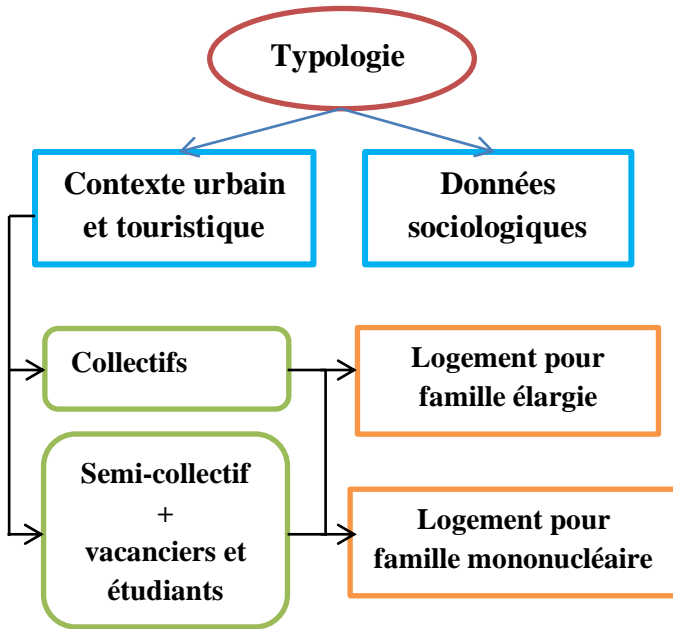 Typologie
Contexte urbain
et touristique
Données
sociologiques
Collectifs
Logement pour
famille élargie
Semi-collectif
+
vacanciers et
étudiants
Logement pour
famille mononucléaire